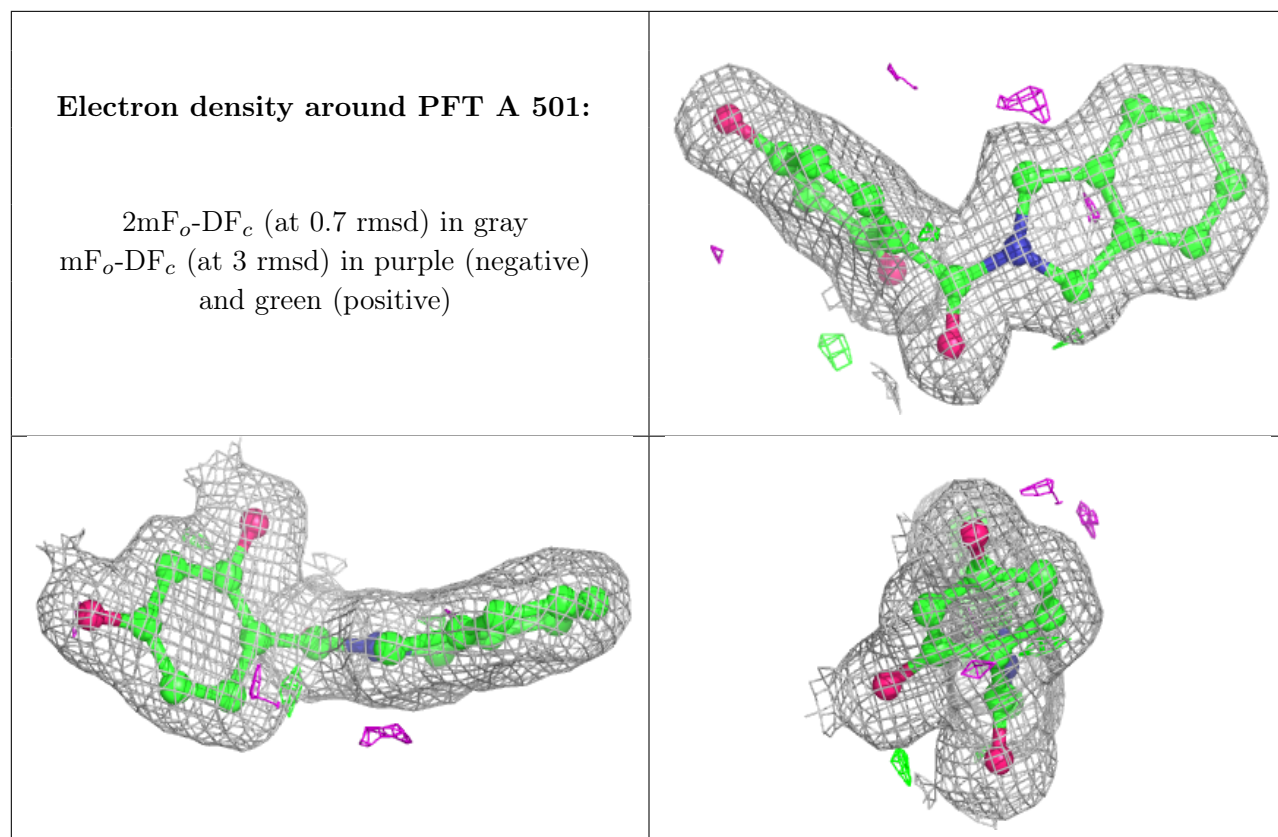 Electron density around PFT A 501:
2mFo-DFc (at 0.7 rmsd) in gray
mFo-DFc (at 3 rmsd) in purple (negative)
and green (positive)